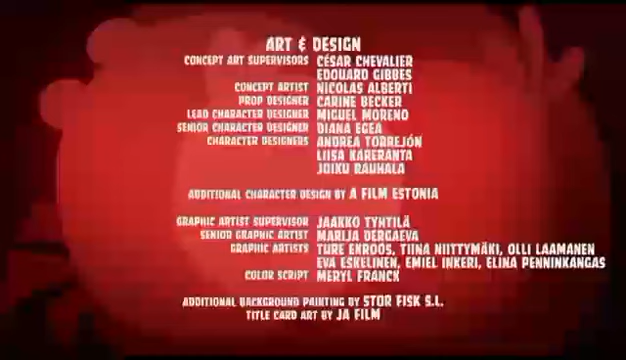 ART & DESIGN
CONCEPT ART SUPERVISORS CÉSAR CHEVALIER
EDOUARD GIBBES
CONCEPT ARTIST NICOLAS ALBERTI
PROP DESIGNER CARINE BECKER
LEAD CHARACTER DESIGNER MIGUEL MORENO
SENIOR CHARACTER DESIGNER DIANA EGEA
CHARACTER DESIGNERS ANDREA TORREJÓN
LIISA KARERANTA
JOIKU RAUHALA
ADDITIONAL CHARACTER DESIGN BY A FILM ESTONIA
GRAPHIC ARTIST SUPERVISOR JAAKKO TYHTILÄ
SENIOR GRAPHIC ARTIST MARIJA DERGAEVA
GRAPHIC ARTISTS TURE EKROOS, TIINA NIITTYMÄKI, OLLI LAAMANEN
EVA ESKELINEN, EMIEL INKERI, ELINA PENNINKANGAS
COLOR SCRIPT MERYL FRANCK
ADDITIONAL BACKGROUND PAINTING BY STOR FISK S.L.
TITLE CARD ART BY JA FILM